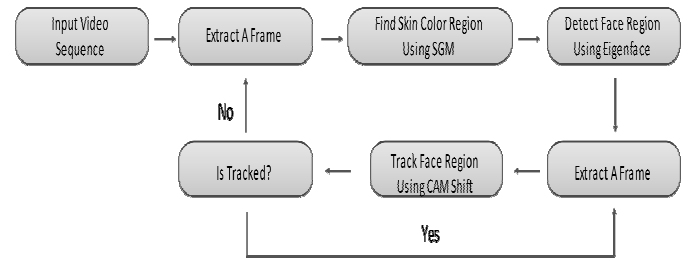 Input Video
Sequence
Extract A Frame
Find Skin Color Region
Using SGM
Detect Face Region
Using Eigenface
No
Is Tracked?
Track Face Region
Using CAM Shift
Extract A Frame
Yes